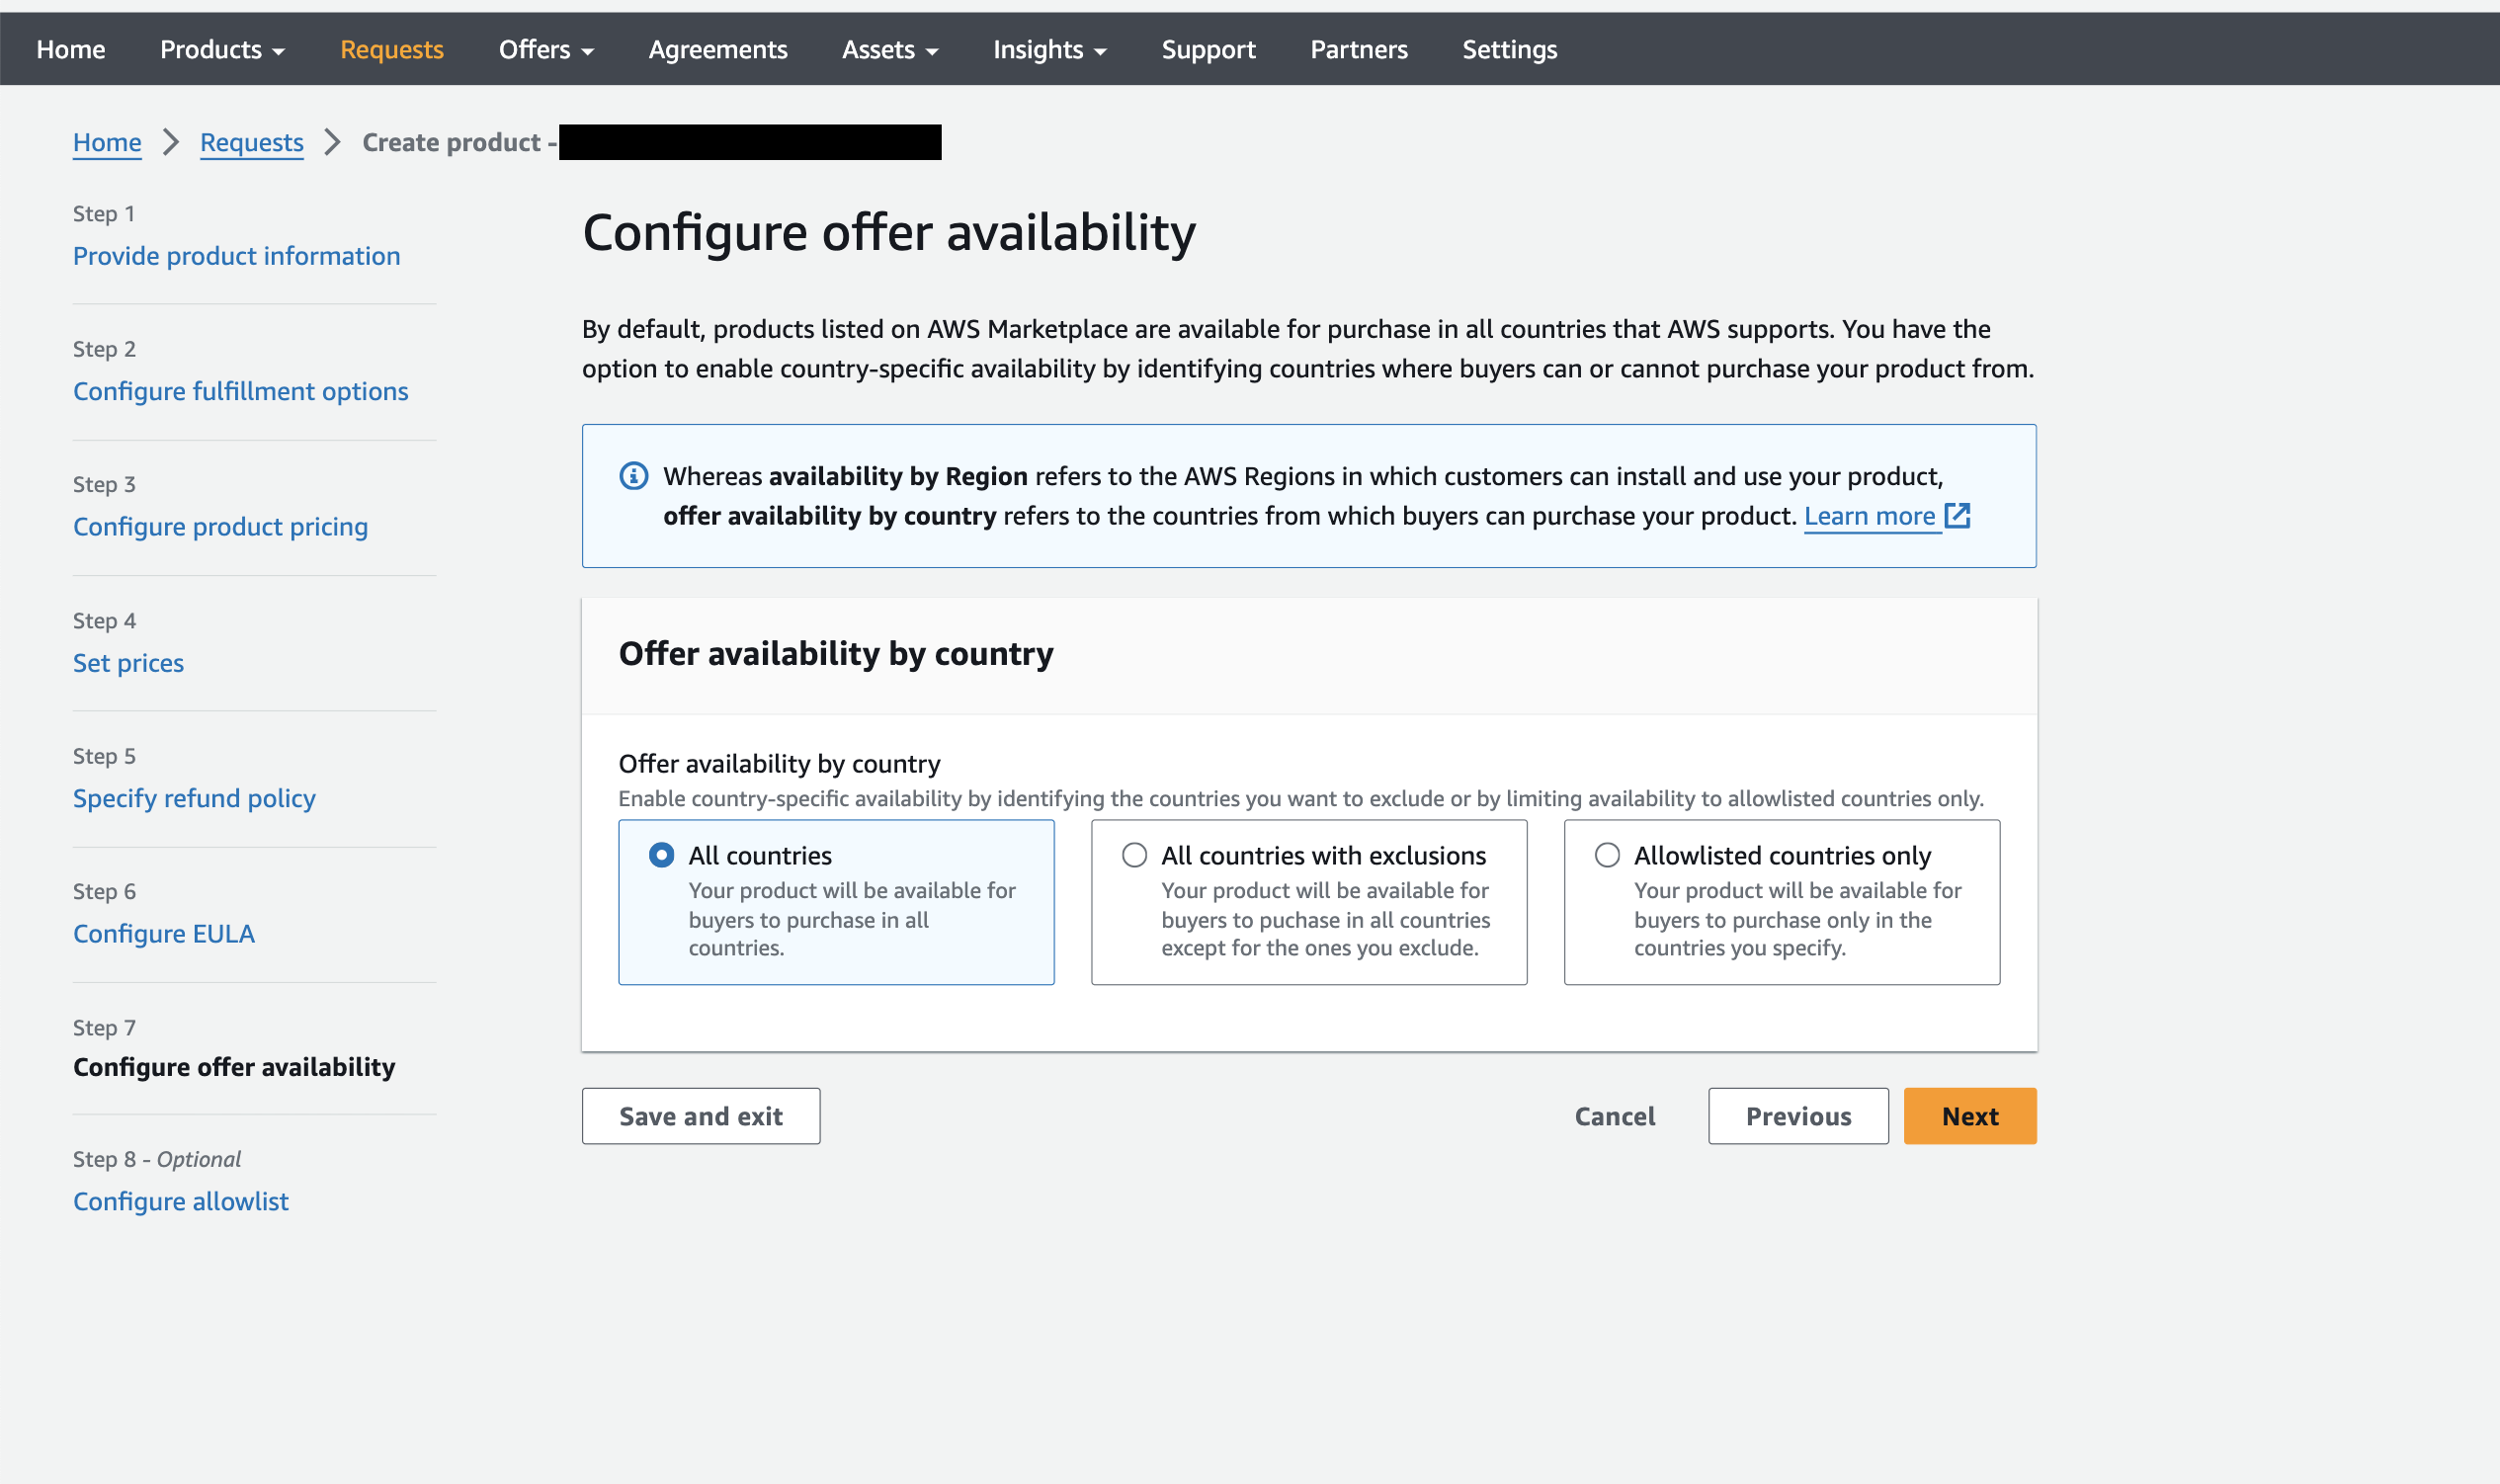 Home Products Requests Offers Agreements Assets Insights Support Partners Settings
Home Requests Create product -
Step 1
Provide product information
Step 2
Configure fulfillment options
Step 3
Configure product pricing
Step 4
Set prices
Step 5
Specify refund policy
Step 6
Configure EULA
Step 7
Configure offer availability
Step 8 - Optional
Configure allowlist
Configure offer availability
By default, products listed on AWS Marketplace are available for purchase in all countries that AWS supports. You have the
option to enable country-specific availability by identifying countries where buyers can or cannot purchase your product from.
Whereas availability by Region refers to the AWS Regions in which customers can install and use your product,
offer availability by country refers to the countries from which buyers can purchase your product. Learn more
Offer availability by country
Offer availability by country
Enable country-specific availability by identifying the countries you want to exclude or by limiting availability to allowlisted countries only.
All countries
Your product will be available for
buyers to purchase in all
countries.
All countries with exclusions
Your product will be available for
buyers to puchase in all countries
except for the ones you exclude.
Allowlisted countries only
Your product will be available for
buyers to purchase only in the
countries you specify.
Save and exit Cancel Previous Next